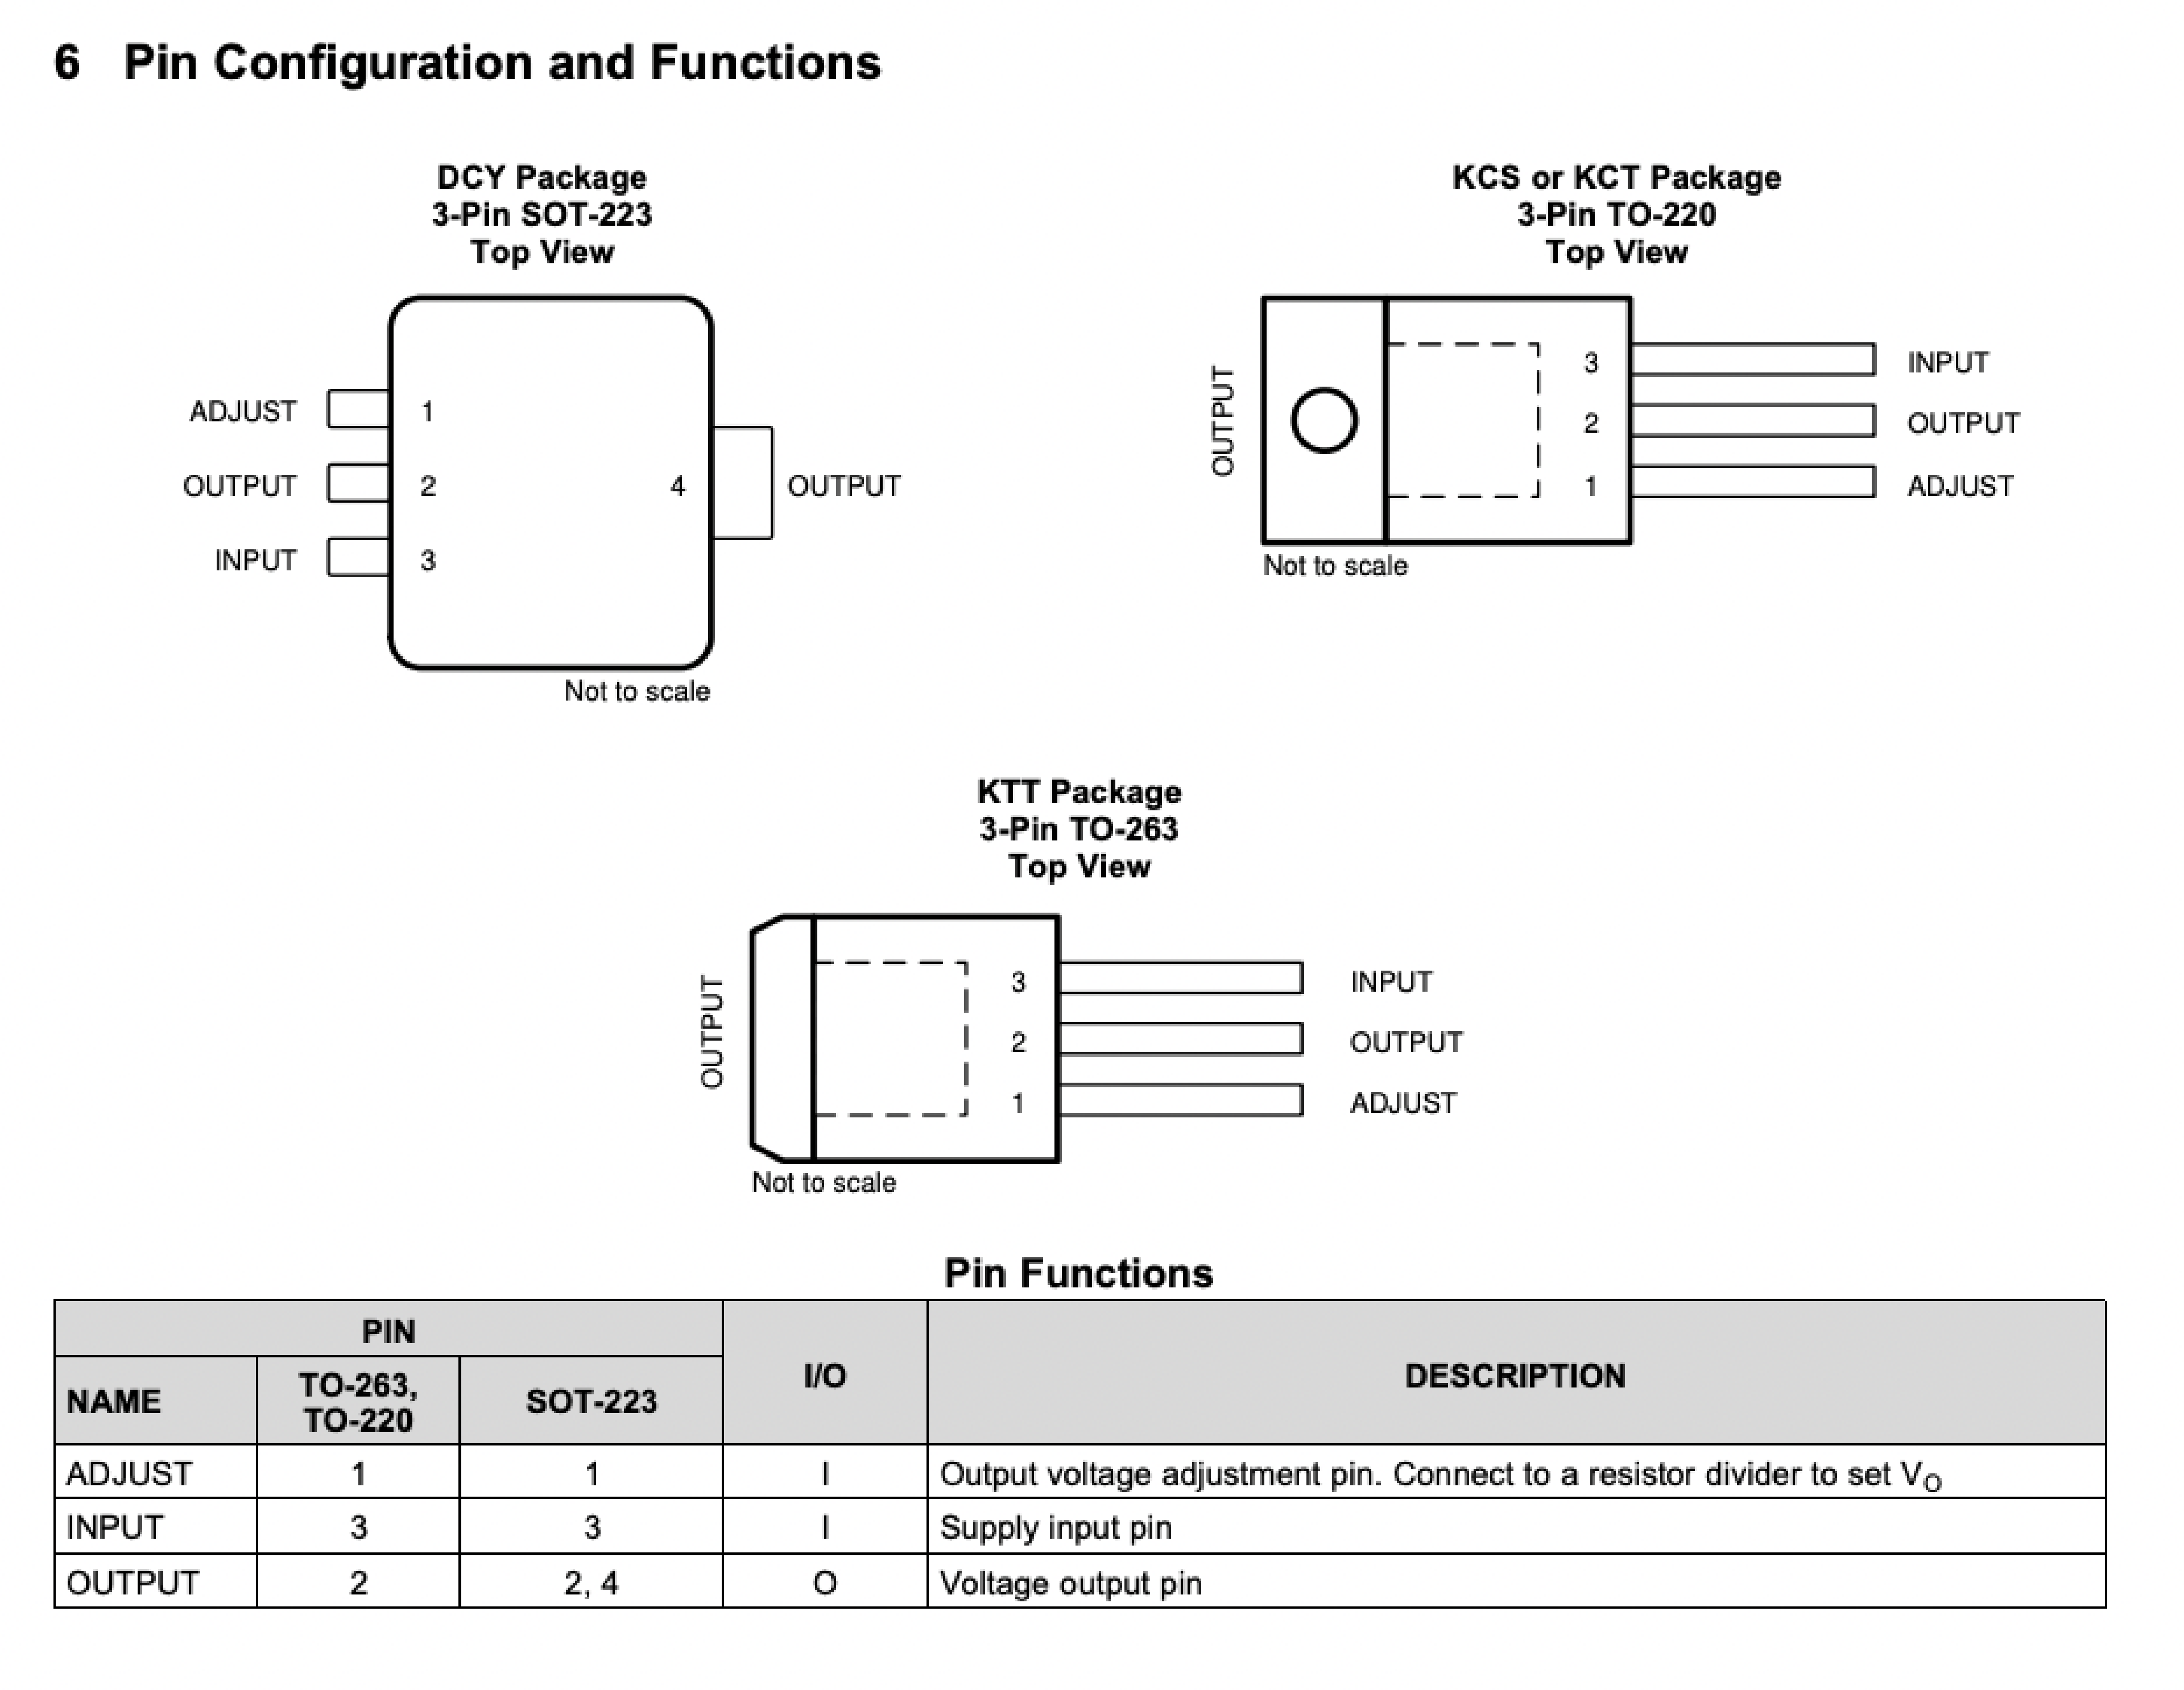 6 Pin Configuration and Functions
DCY Package
3-Pin SOT-223
Top View
ADJUST 1
OUTPUT 2 4 OUTPUT
INPUT 3
Not to scale
KCS or KCT Package
3-Pin TO-220
Top View
OUTPUT
3 INPUT
2 OUTPUT
1 ADJUST
Not to scale
KTT Package
3-Pin TO-263
Top View
OUTPUT
3 INPUT
2 OUTPUT
1 ADJUST
Not to scale
Pin Functions
PIN I/O DESCRIPTION
NAME TO-263, TO-220 SOT-223
ADJUST 1 1 I Output voltage adjustment pin. Connect to a resistor divider to set VO
INPUT 3 3 I Supply input pin
OUTPUT 2 2, 4 O Voltage output pin